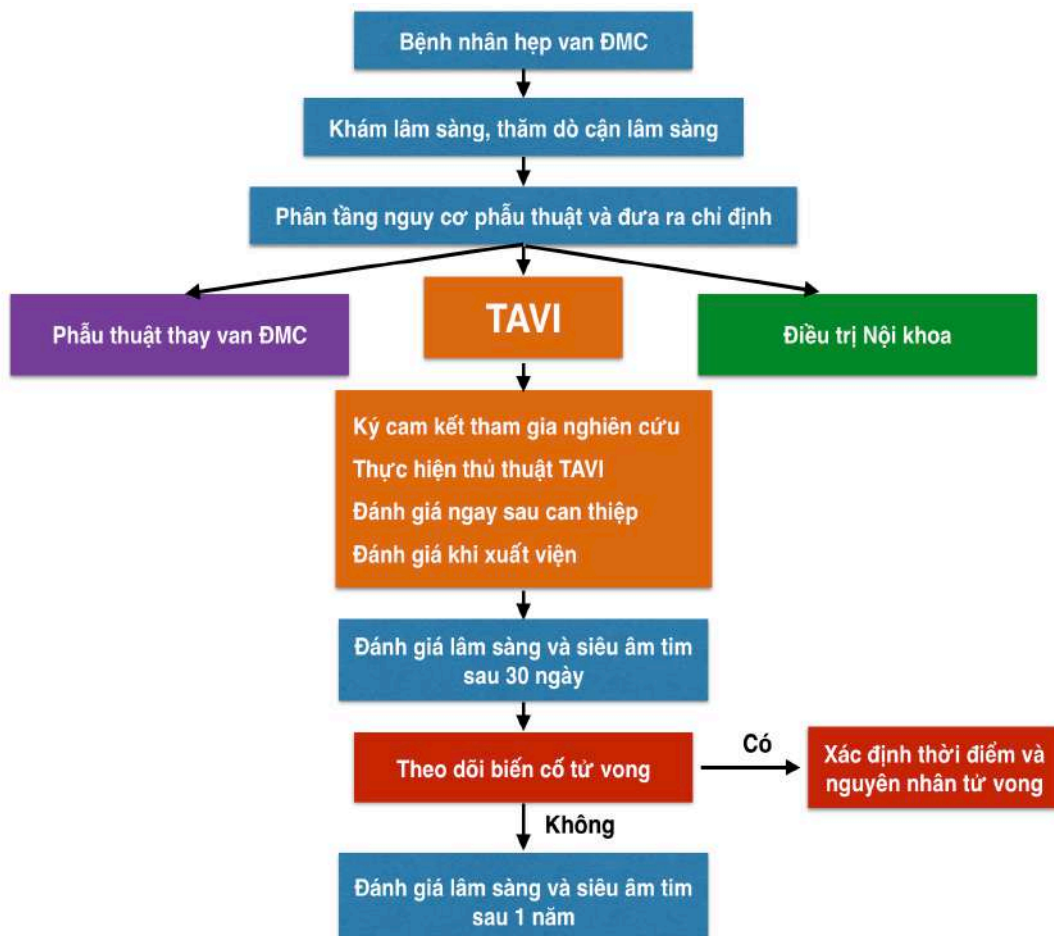 Bệnh nhân hẹp van ĐMC
Khám lâm sàng, thăm dò cận lâm sàng
Phân tầng nguy cơ phẫu thuật và đưa ra chỉ định
Phẫu thuật thay van ĐMC
TAVI
Điều trị Nội khoa
Ký cam kết tham gia nghiên cứu
Thực hiện thủ thuật TAVI
Đánh giá ngay sau can thiệp
Đánh giá khi xuất viện
Đánh giá lâm sàng và siêu âm tim
sau 30 ngày
Theo dõi biến cố tử vong
Có
Xác định thời điểm và
nguyên nhân tử vong
Không
Đánh giá lâm sàng và siêu âm tim
sau 1 năm